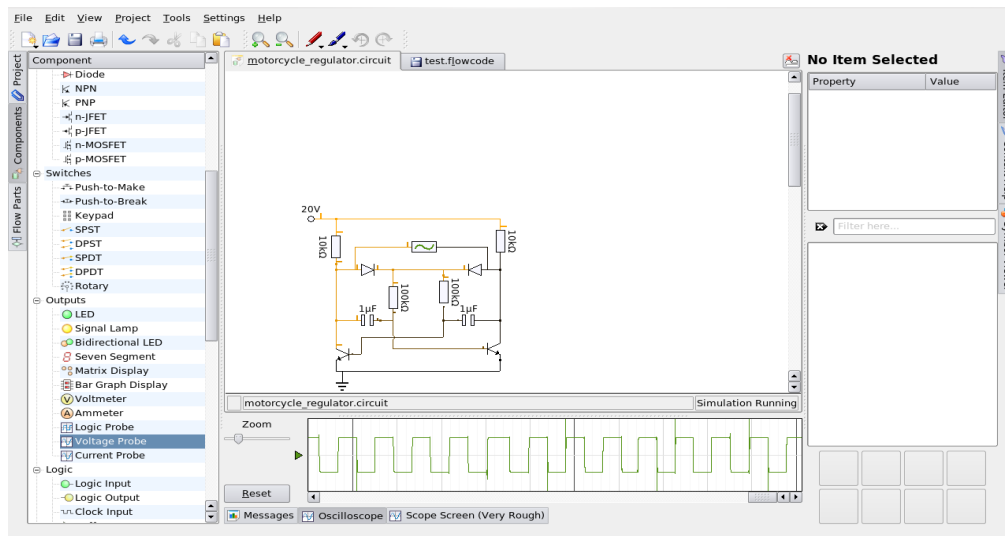 File Edit View Project Tools Settings Help
Project
Components
Flow Parts
Component
Diode
NPN
PNP
n-JFET
p-JFET
n-MOSFET
p-MOSFET
Switches
Push-to-Make
Push-to-Break
Keypad
SPST
DPST
SPDT
DPDT
Rotary
Outputs
LED
Signal Lamp
Bidirectional LED
Seven Segment
Matrix Display
Bar Graph Display
Voltmeter
Ammeter
Logic Probe
Voltage Probe
Current Probe
Logic
Logic Input
Logic Output
Clock Input
motorcycle_regulator.circuit test.flowcode
20V
10kΩ 10kΩ
100kΩ 100kΩ
1µF 1µF
motorcycle_regulator.circuit Simulation Running
Zoom
Reset
Messages Oscilloscope Scope Screen (Very Rough)
No Item Selected
Property Value
Filter here...